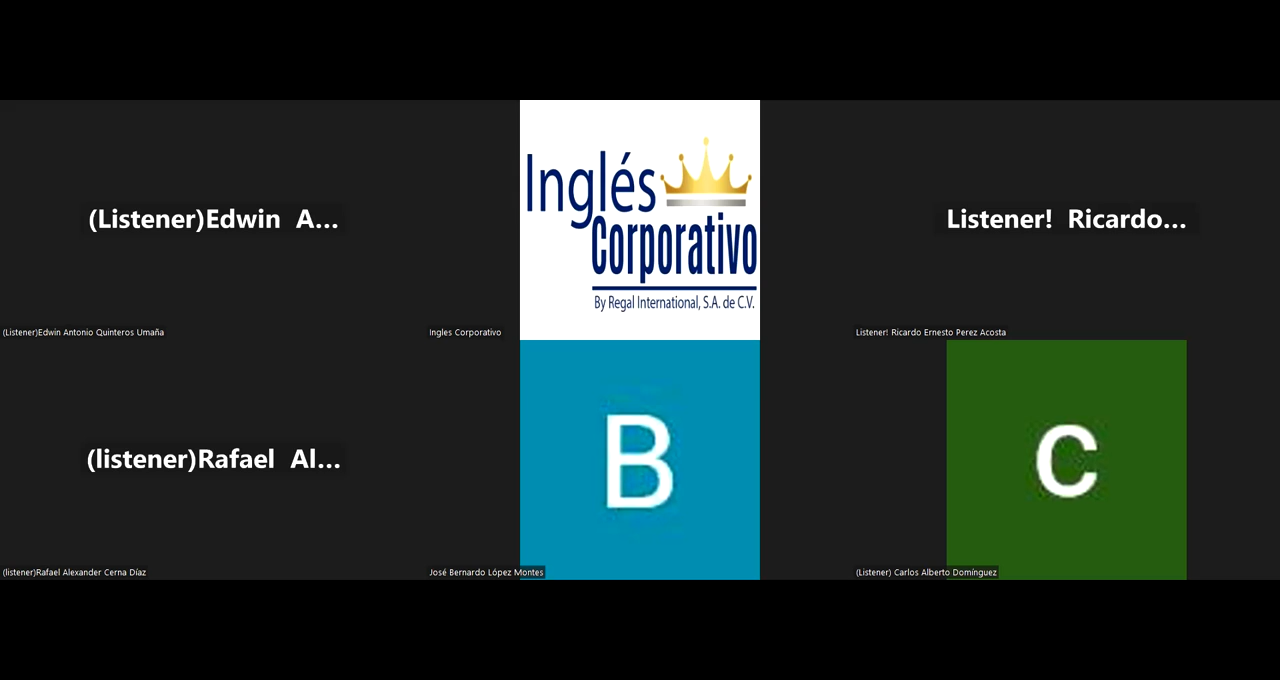 (Listener)Edwin A...
(Listener)Edwin Antonio Quinteros Umaña
Inglés
Corporativo
By Regal International, S.A. de C.V.
Ingles Corporativo
Listener! Ricardo...
Listener! Ricardo Ernesto Perez Acosta
(listener)Rafael Al...
(listener)Rafael Alexander Cerna Díaz
B
José Bernardo López Montes
C
(Listener) Carlos Alberto Domínguez